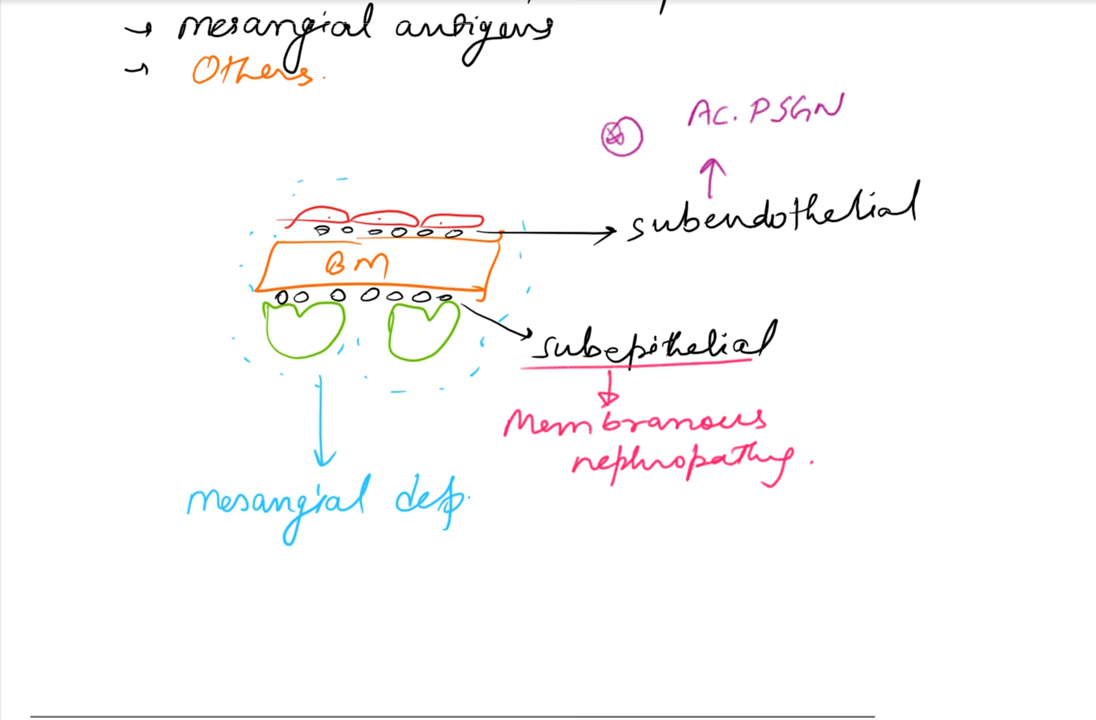 → mesangial antigens
→ Others.
AC. PSGN
↑
→ subendothelial
BM
→ subepithelial
↓
Membranous
nephropathy.
↓
mesangial dep.